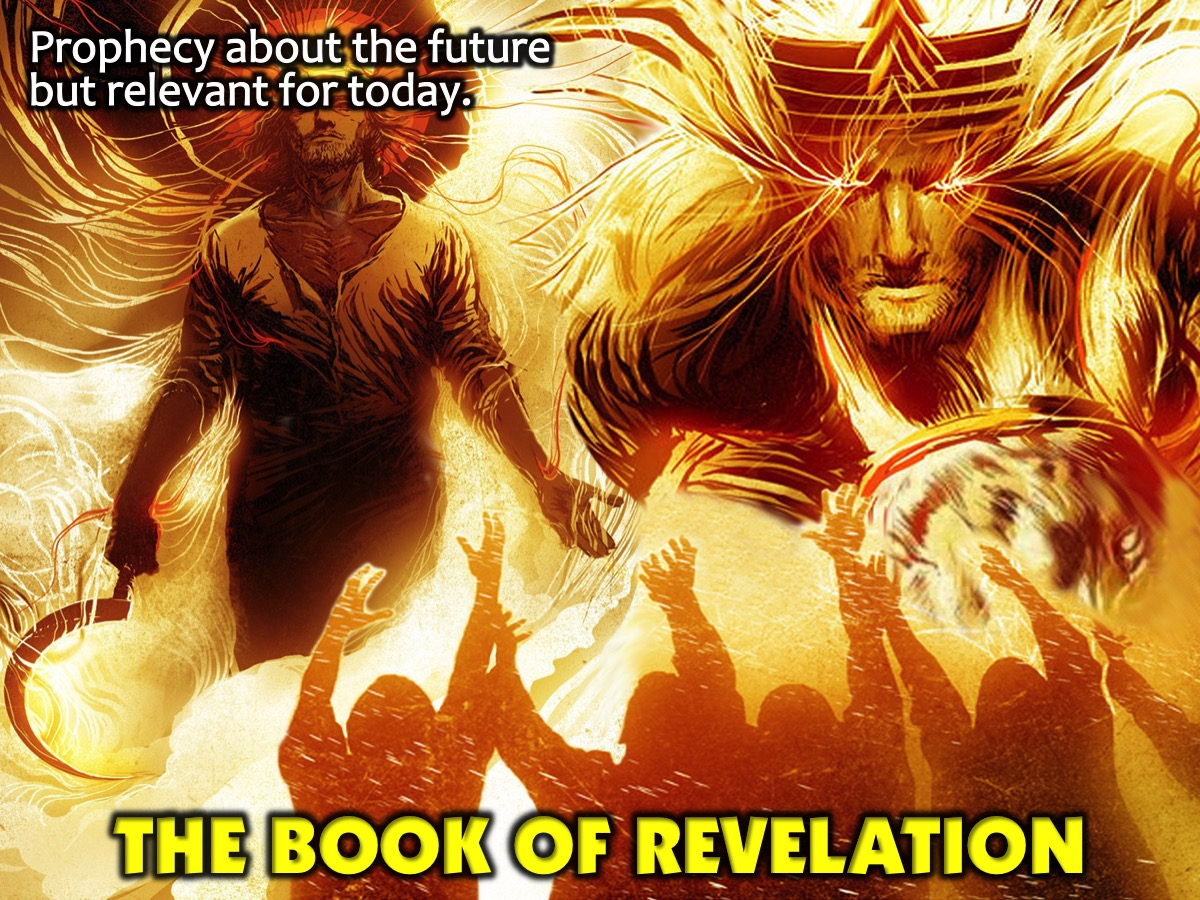 Prophecy about the future
but relevant for today.
THE BOOK OF REVELATION